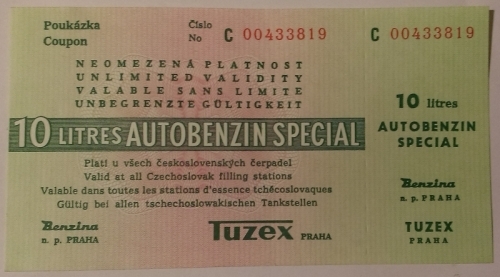 Poukázka
Coupon
Číslo
No
C 00433819
C 00433819
NEOMEZENÁ PLATNOST
UNLIMITED VALIDITY
VALABLE SANS LIMITE
UNBEGRENZTE GÜLTIGKEIT
10 LITRES AUTOBENZIN SPECIAL
Platí u všech československých čerpadel
Valid at all Czechoslovak filling stations
Valable dans toutes les stations d'essence tchécoslovaques
Gültig bei allen tschechoslowakischen Tankstellen
Benzina
n. p. PRAHA
Tuzex PRAHA
10 litres
AUTOBENZIN
SPECIAL
Benzina
n. p. PRAHA
TUZEX
PRAHA